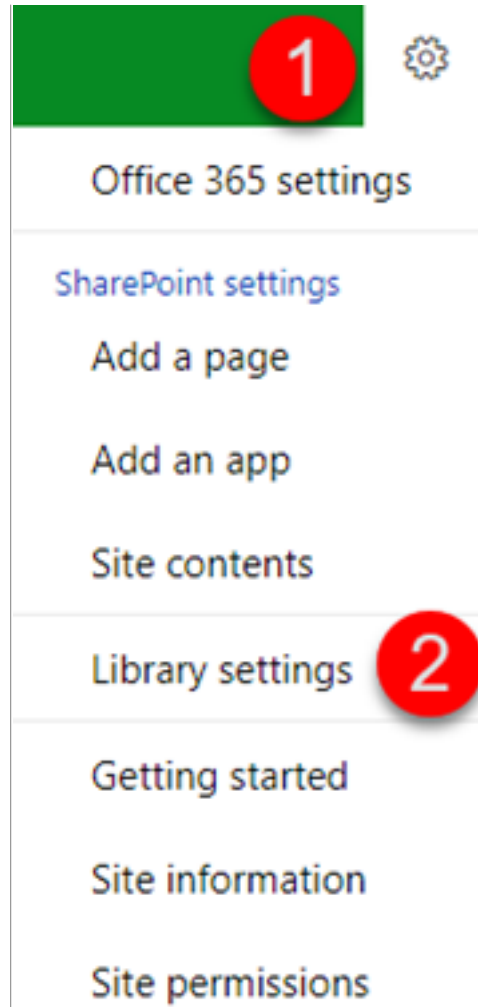 1
Office 365 settings
SharePoint settings
Add a page
Add an app
Site contents
Library settings 2
Getting started
Site information
Site permissions